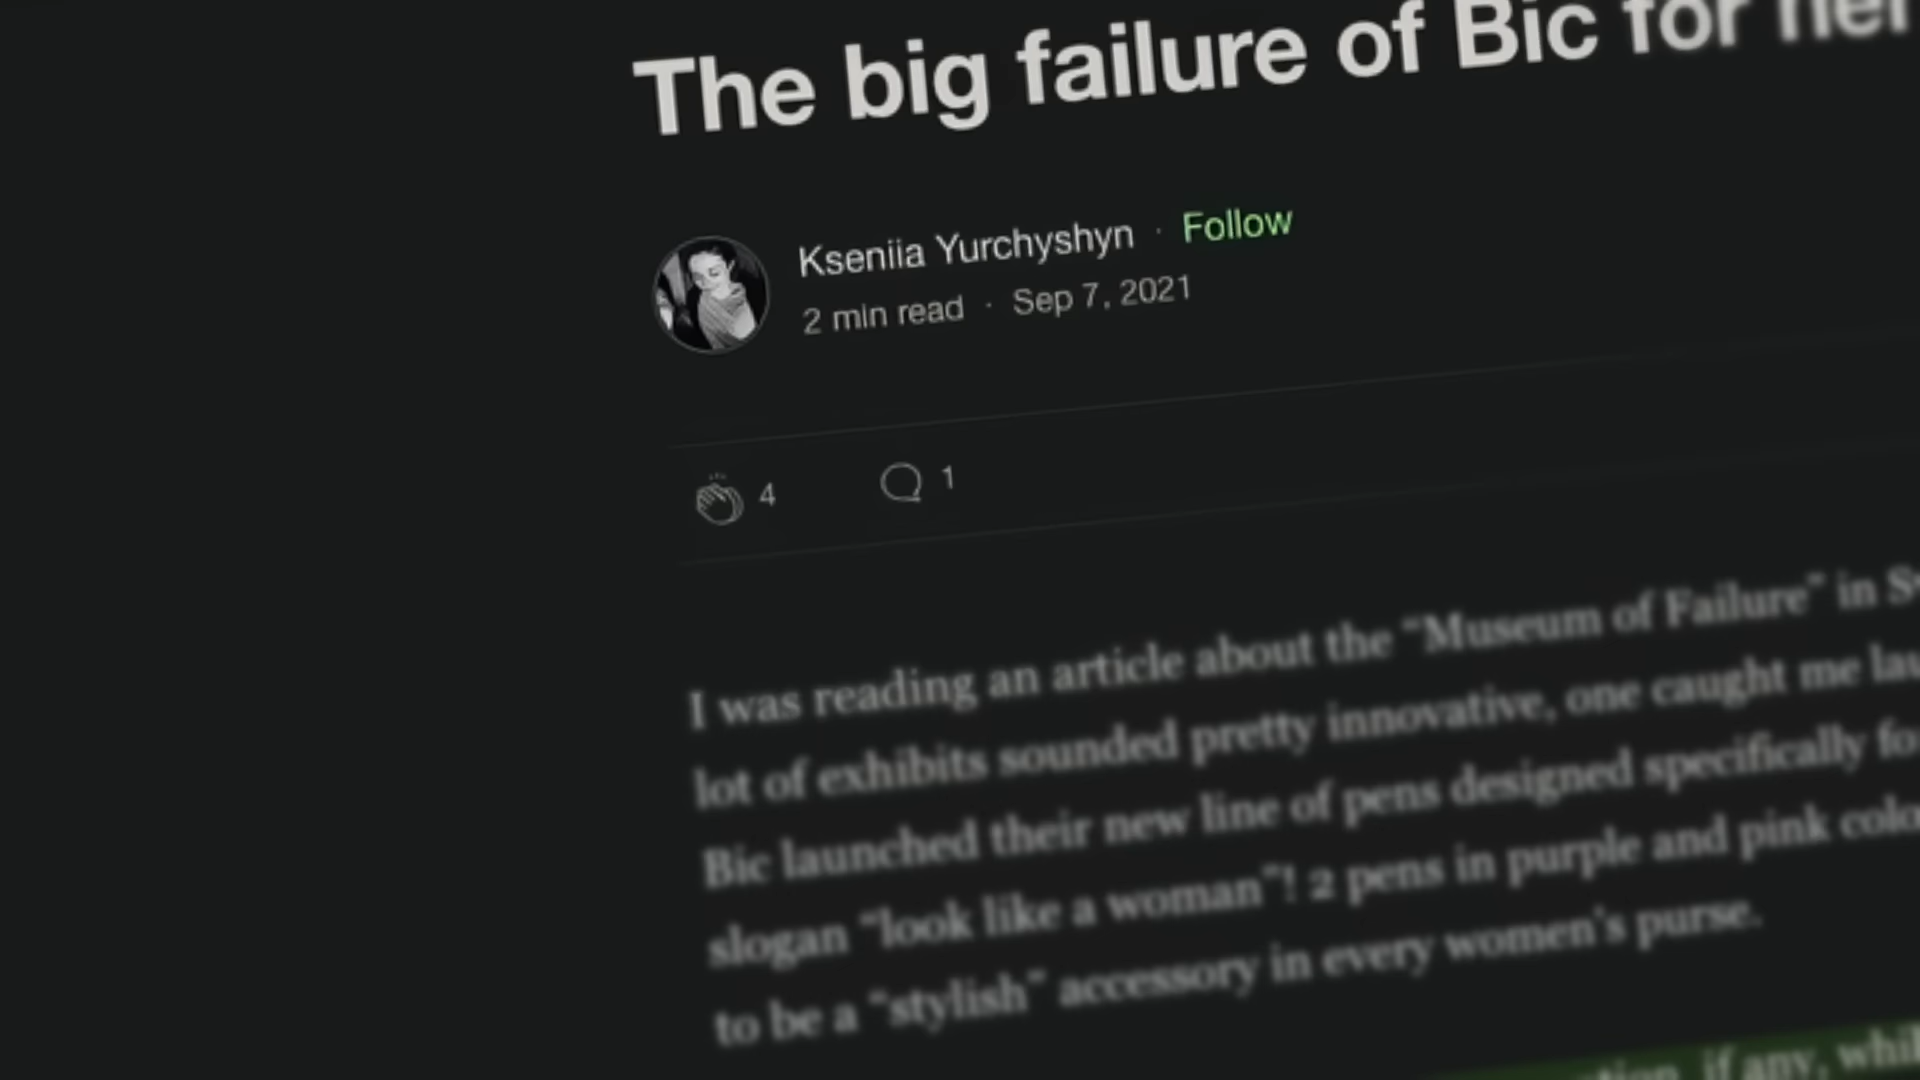 The big failure of Bic for her
Kseniia Yurchyshyn · Follow
2 min read · Sep 7, 2021
4 1
I was reading an article about the “Museum of Failure” in
lot of exhibits sounded pretty innovative, one caught me
Bic launched their new line of pens designed specifically
slogan “look like a woman”! 2 pens in purple and pink
to be a “stylish” accessory in every women's purse.
if any,